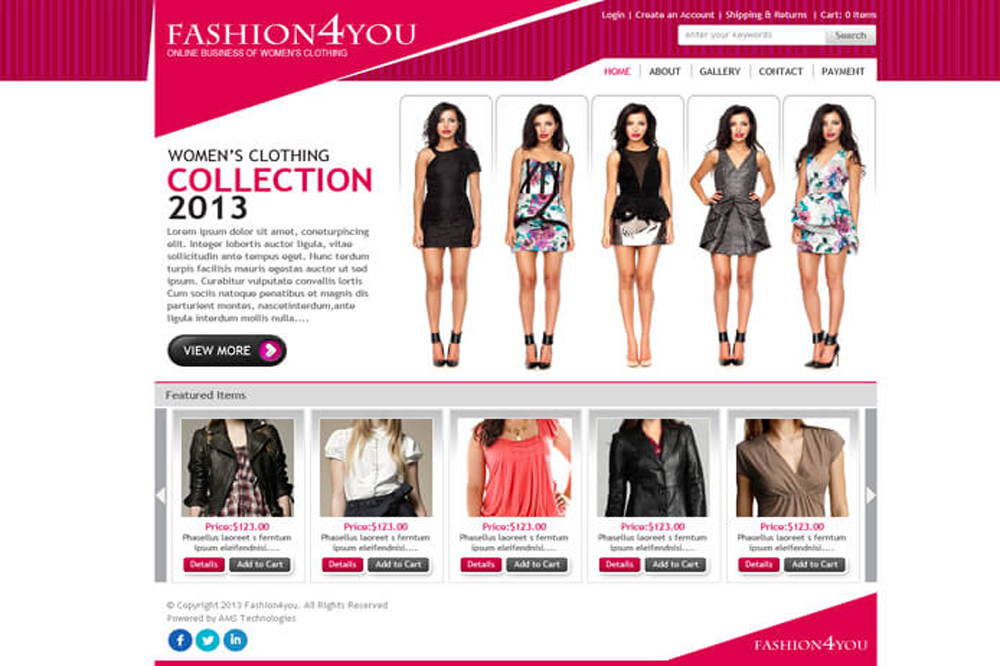 FASHION4YOU
ONLINE BUSINESS OF WOMEN'S CLOTHING
Login | Create an Account | Shipping & Returns | Cart: 0 Items
enter your keywords Search
HOME ABOUT GALLERY CONTACT PAYMENT
WOMEN'S CLOTHING
COLLECTION
2013
Lorem ipsum dolor sit amet, coneturpiscing
elit. Integer lobortis auctor ligula, vitae
sollicitudin ante tempus eget. Nunc terdum
turpis facilisis mauris egestas auctor ut sed
ipsum. Curabitur vulputate convallis lortis
Cum sociis natoque penatibus et magnis dis
parturient montes, nascetinterdum,ante
ligula interdum mollis nulla....
VIEW MORE
Featured Items
Price:$123.00 Price:$123.00 Price:$123.00 Price:$123.00 Price:$123.00
Phasellus laoreet s ferntum Phasellus laoreet s ferntum Phasellus laoreet s ferntum Phasellus laoreet s ferntum Phasellus laoreet s ferntum
ipsum eleifendnisi.... ipsum eleifendnisi.... ipsum eleifendnisi.... ipsum eleifendnisi.... ipsum eleifendnisi....
Details Add to Cart Details Add to Cart Details Add to Cart Details Add to Cart Details Add to Cart
© Copyright 2013 Fashion4you. All Rights Reserved
Powered by AMS Technologies
FASHION4YOU